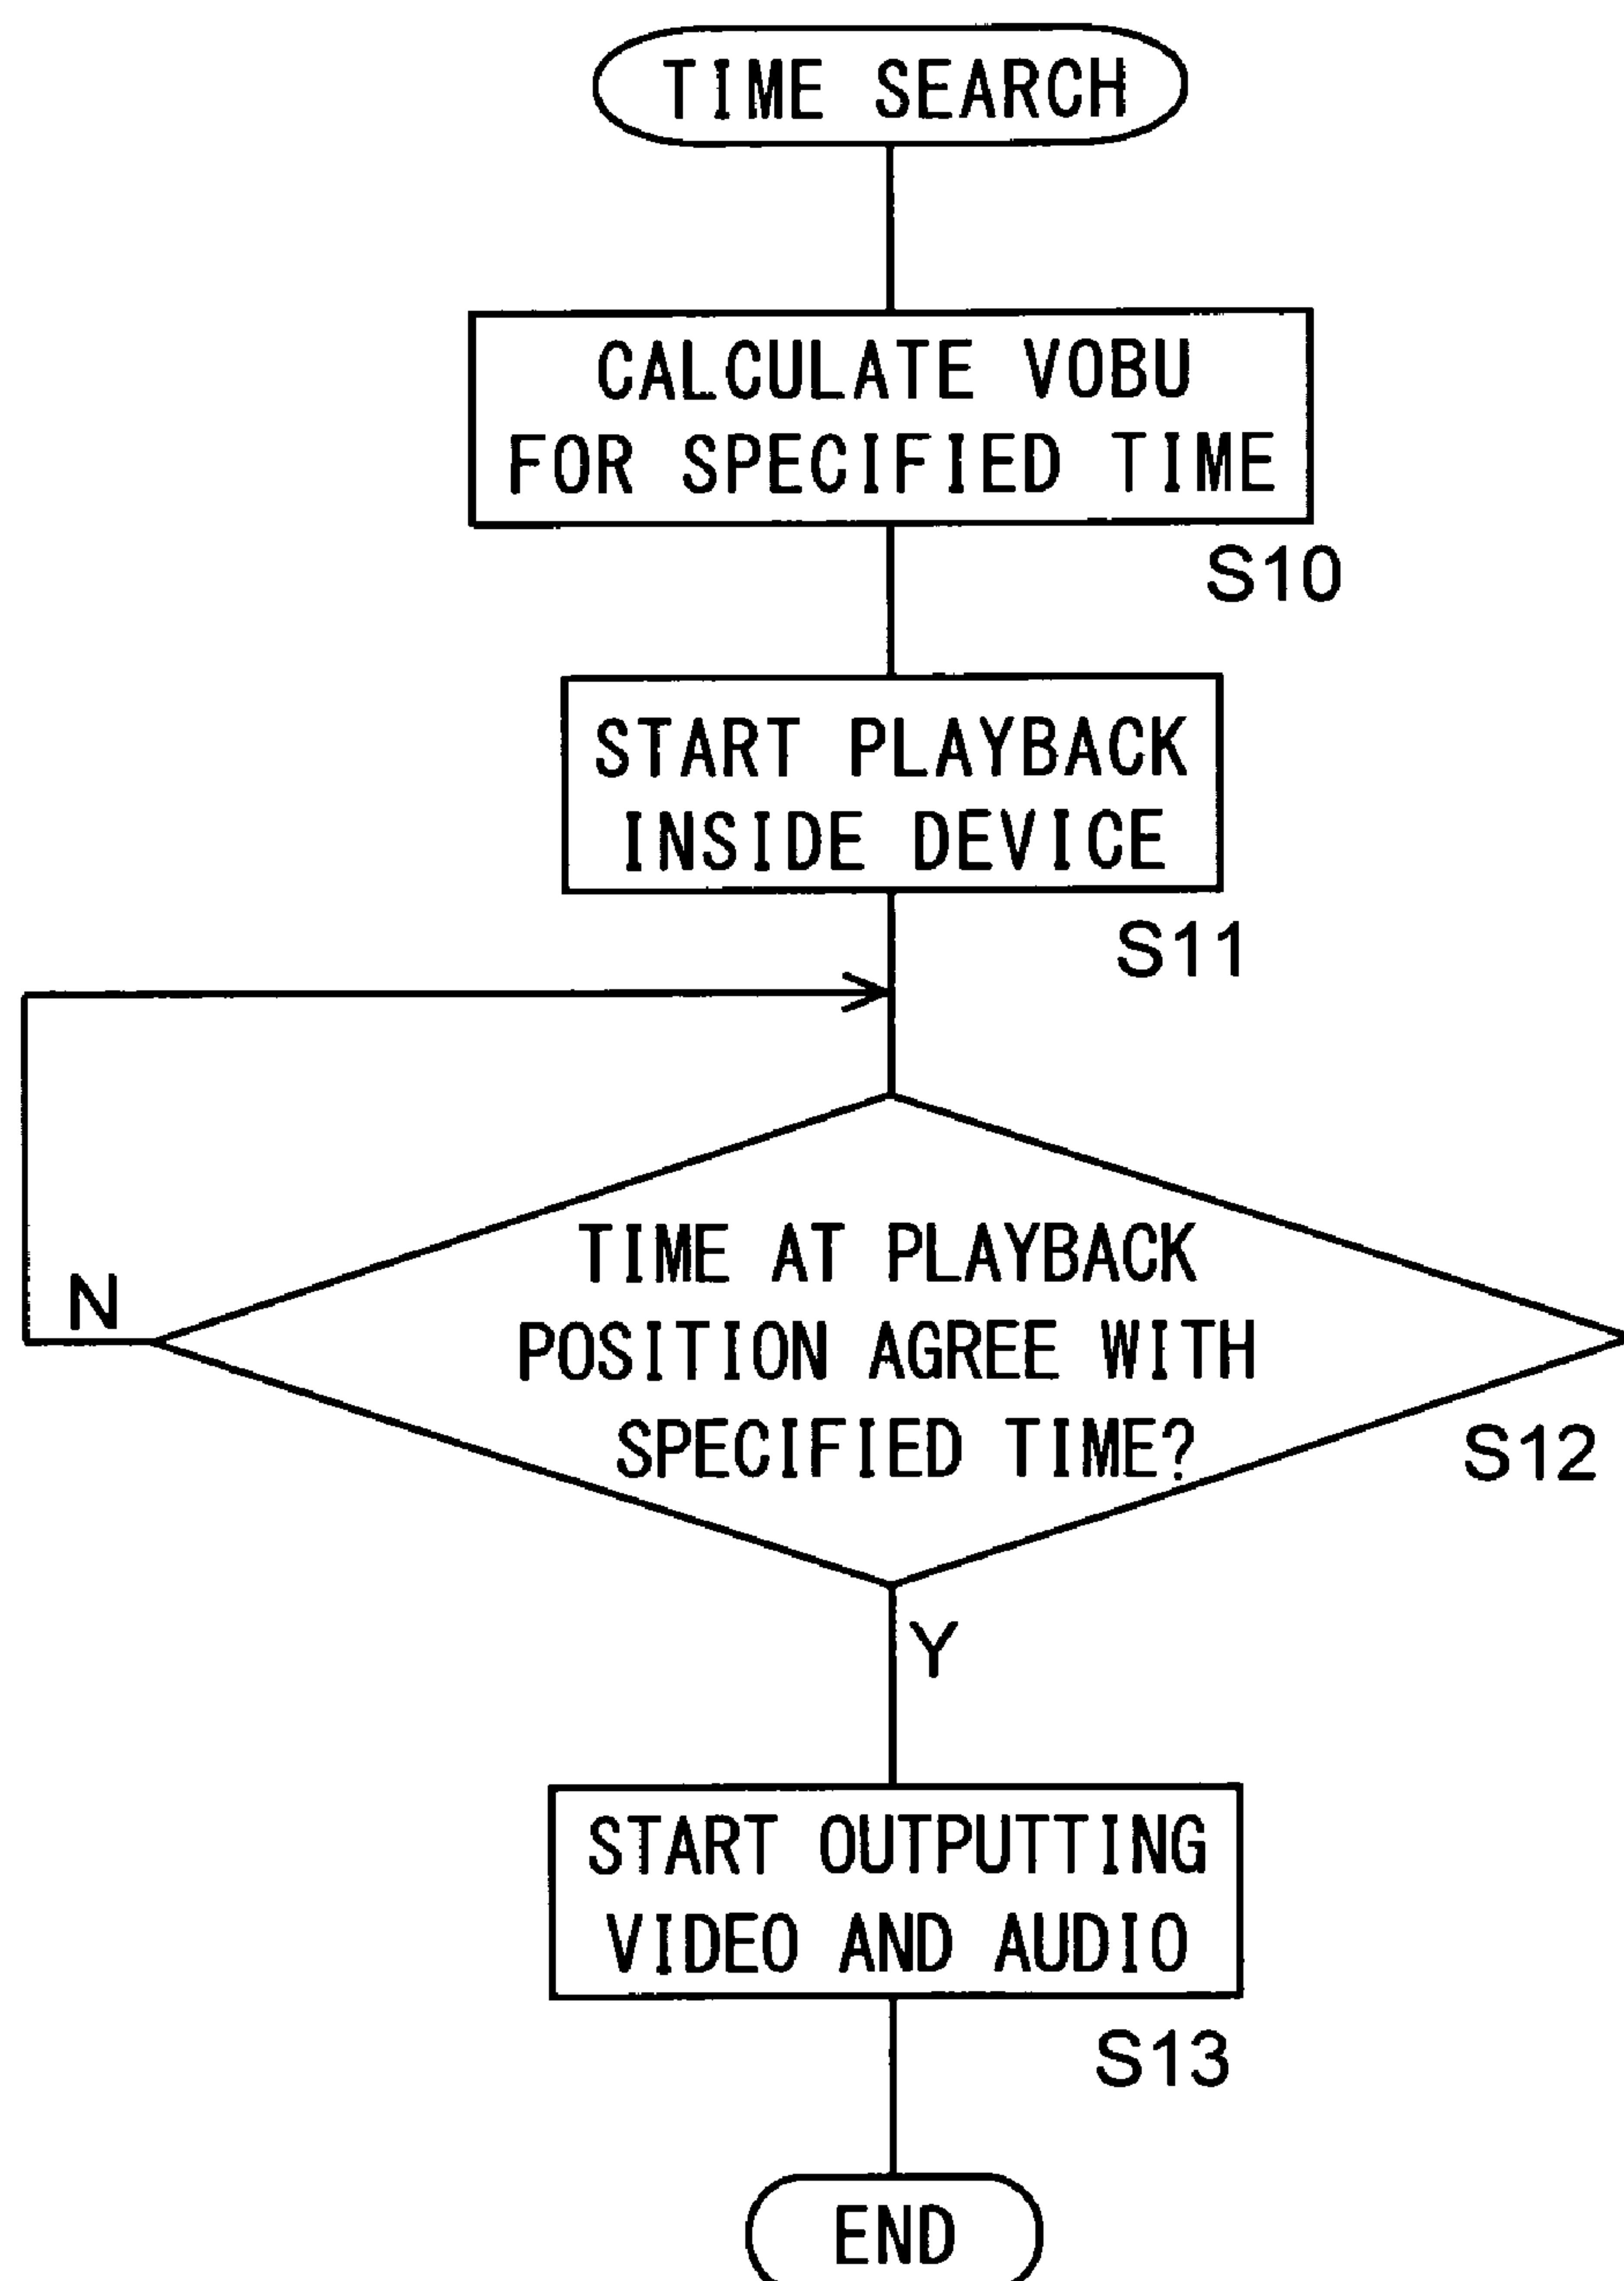 TIME SEARCH
CALCULATE VOBU
FOR SPECIFIED TIME
S10
START PLAYBACK
INSIDE DEVICE
S11
TIME AT PLAYBACK
POSITION AGREE WITH
SPECIFIED TIME?
N
S12
Y
START OUTPUTTING
VIDEO AND AUDIO
S13
END